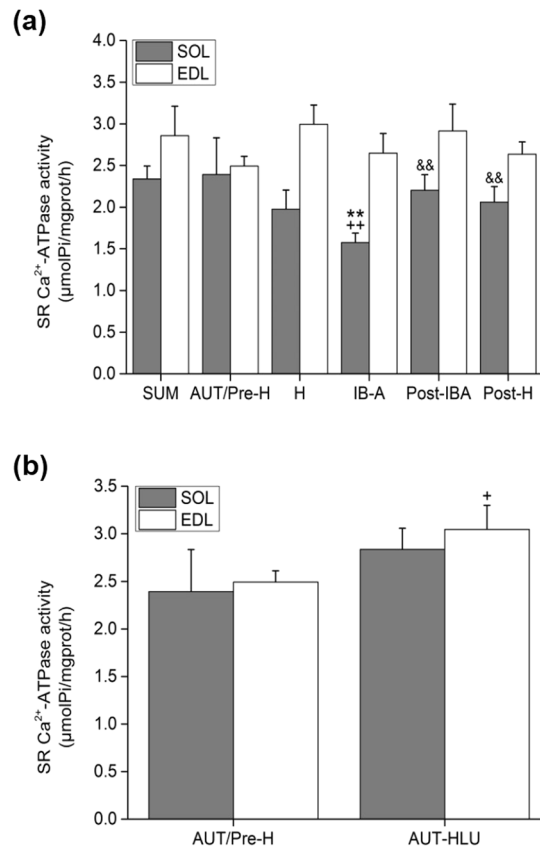 (a)
SOL
EDL
4.0
3.5
3.0
2.5
2.0
1.5
1.0
0.5
0.0
SR Ca²⁺-ATPase activity
(μmolPi/mgprot/h)
**
++
&&
&&
SUM AUT/Pre-H H IB-A Post-IBA Post-H
(b)
SOL
EDL
3.5
3.0
2.5
2.0
1.5
1.0
0.5
0.0
SR Ca²⁺-ATPase activity
(μmolPi/mgprot/h)
+
AUT/Pre-H AUT-HLU